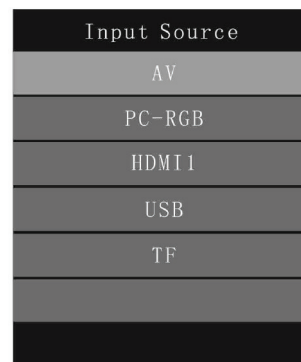 Input Source
AV
PC-RGB
HDMI1
USB
TF